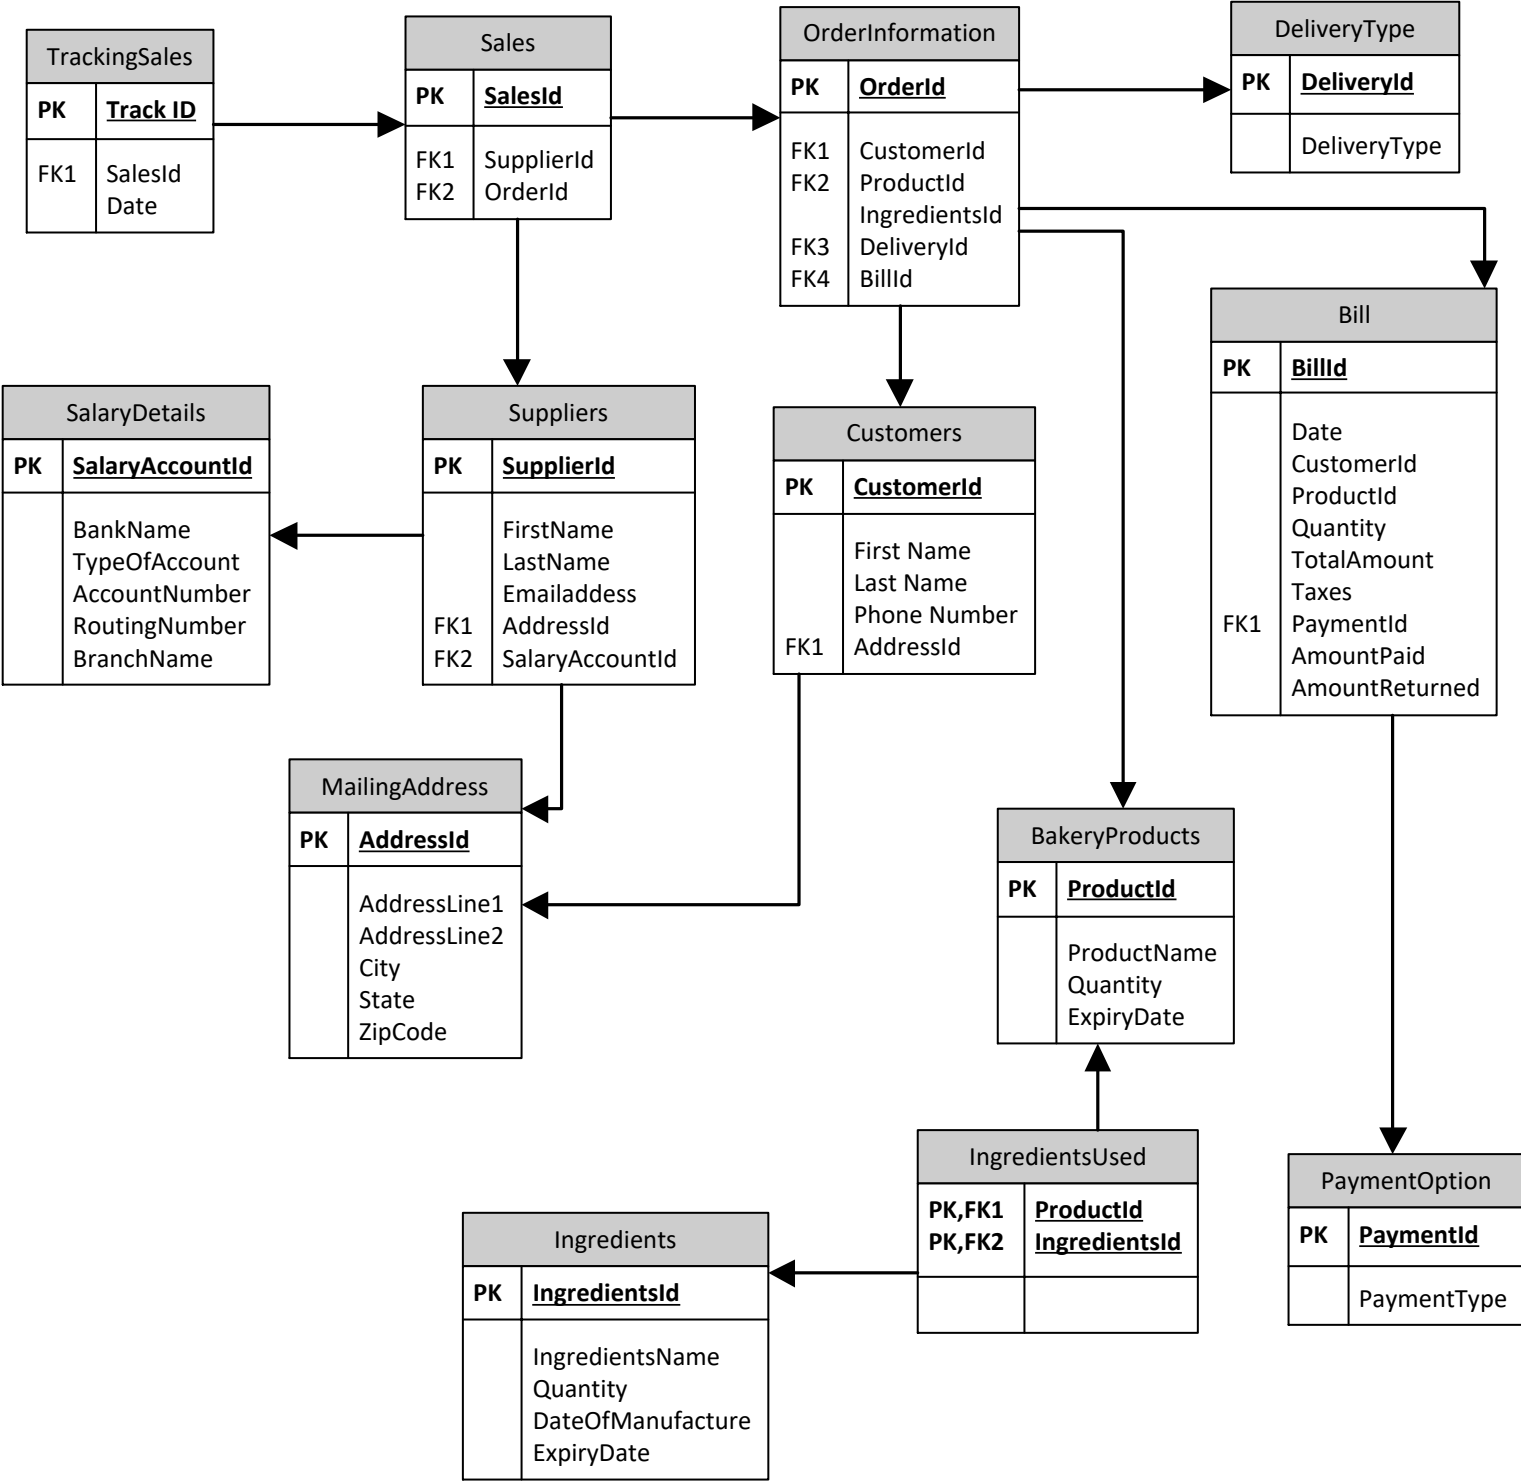 TrackingSales
PK Track ID
FK1 SalesId
Date
Sales
PK SalesId
FK1 SupplierId
FK2 OrderId
OrderInformation
PK OrderId
FK1 CustomerId
FK2 ProductId
IngredientsId
FK3 DeliveryId
FK4 BillId
DeliveryType
PK DeliveryId
DeliveryType
Bill
PK BillId
Date
CustomerId
ProductId
Quantity
TotalAmount
Taxes
FK1 PaymentId
AmountPaid
AmountReturned
SalaryDetails
PK SalaryAccountId
BankName
TypeOfAccount
AccountNumber
RoutingNumber
BranchName
Suppliers
PK SupplierId
FirstName
LastName
Emailaddess
FK1 AddressId
FK2 SalaryAccountId
Customers
PK CustomerId
First Name
Last Name
Phone Number
FK1 AddressId
MailingAddress
PK AddressId
AddressLine1
AddressLine2
City
State
ZipCode
BakeryProducts
PK ProductId
ProductName
Quantity
ExpiryDate
IngredientsUsed
PK,FK1 ProductId
PK,FK2 IngredientsId
PaymentOption
PK PaymentId
PaymentType
Ingredients
PK IngredientsId
IngredientsName
Quantity
DateOfManufacture
ExpiryDate